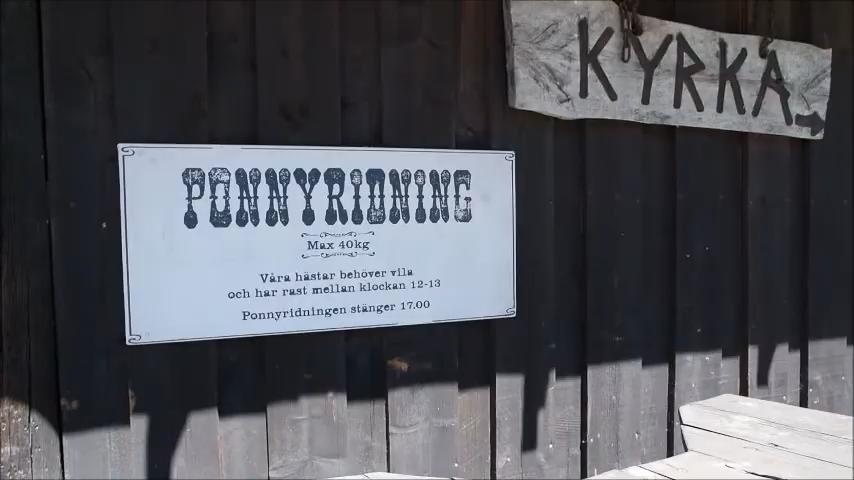 KYRKA
PONNYRIDNING
Max 40kg
Våra hästar behöver vila
och har rast mellan klockan 12-13
Ponnyridningen stänger 17.00